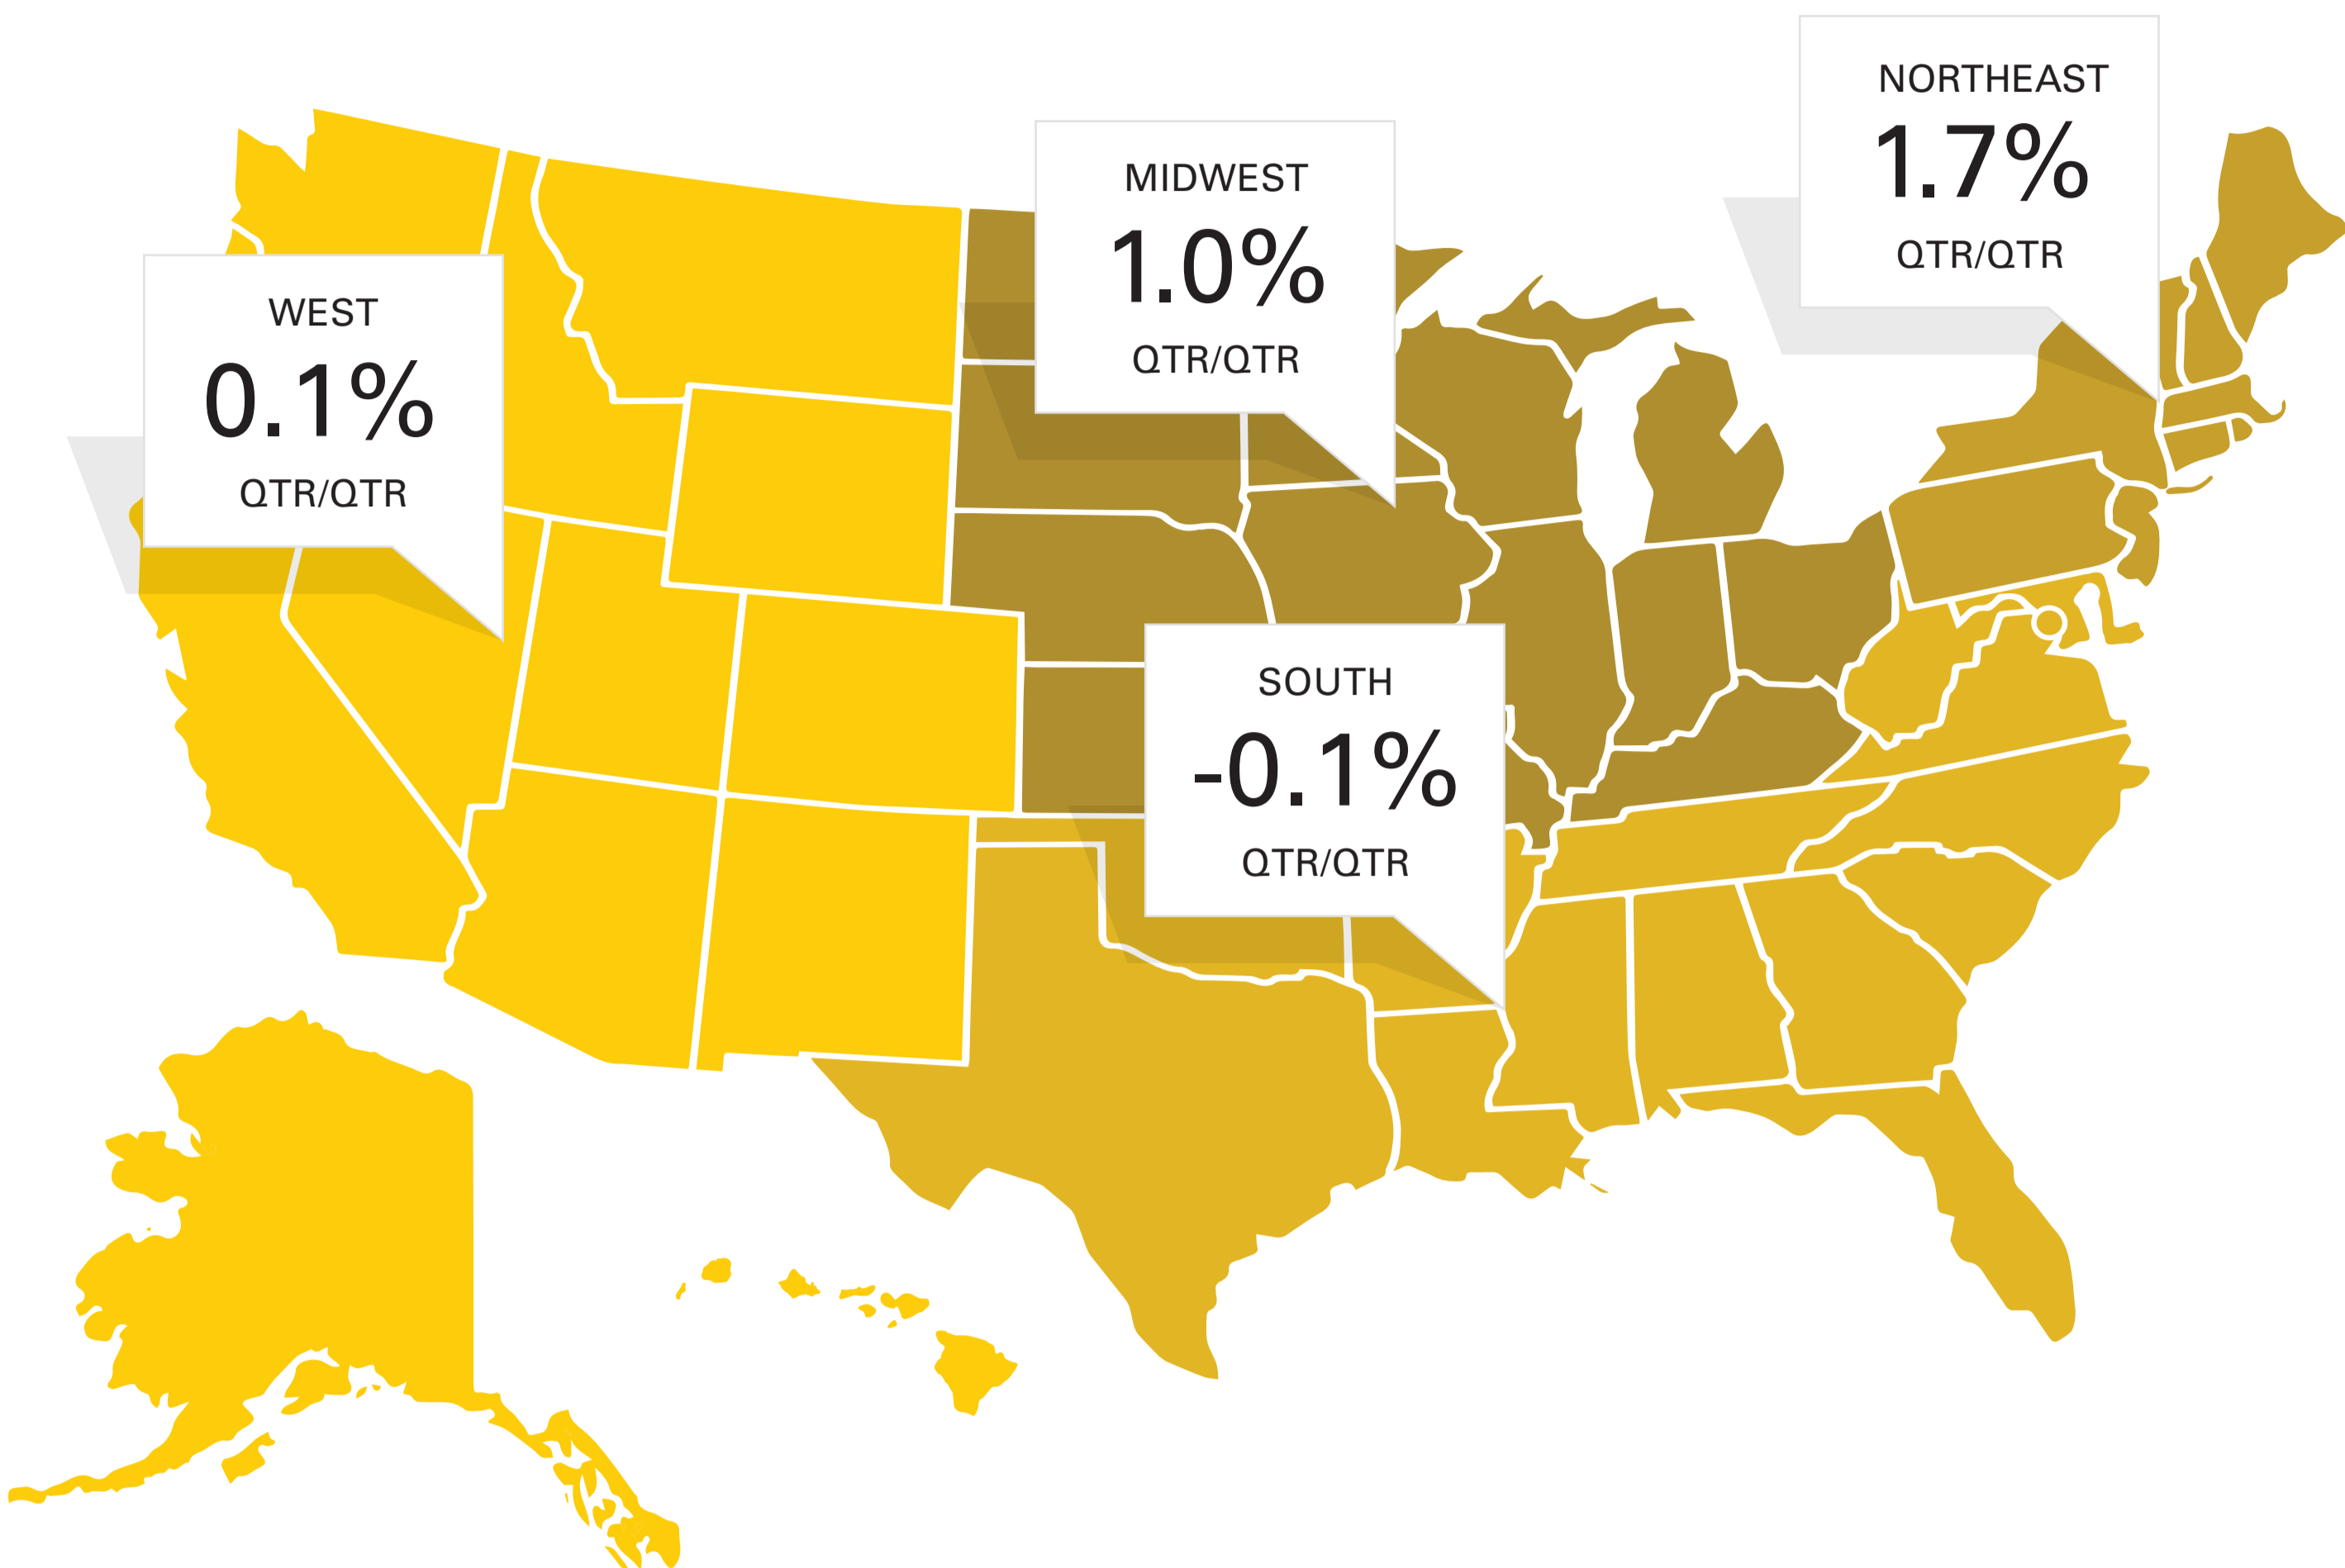 NORTHEAST
1.7%
QTR/QTR
MIDWEST
1.0%
QTR/QTR
WEST
0.1%
QTR/QTR
SOUTH
-0.1%
QTR/QTR